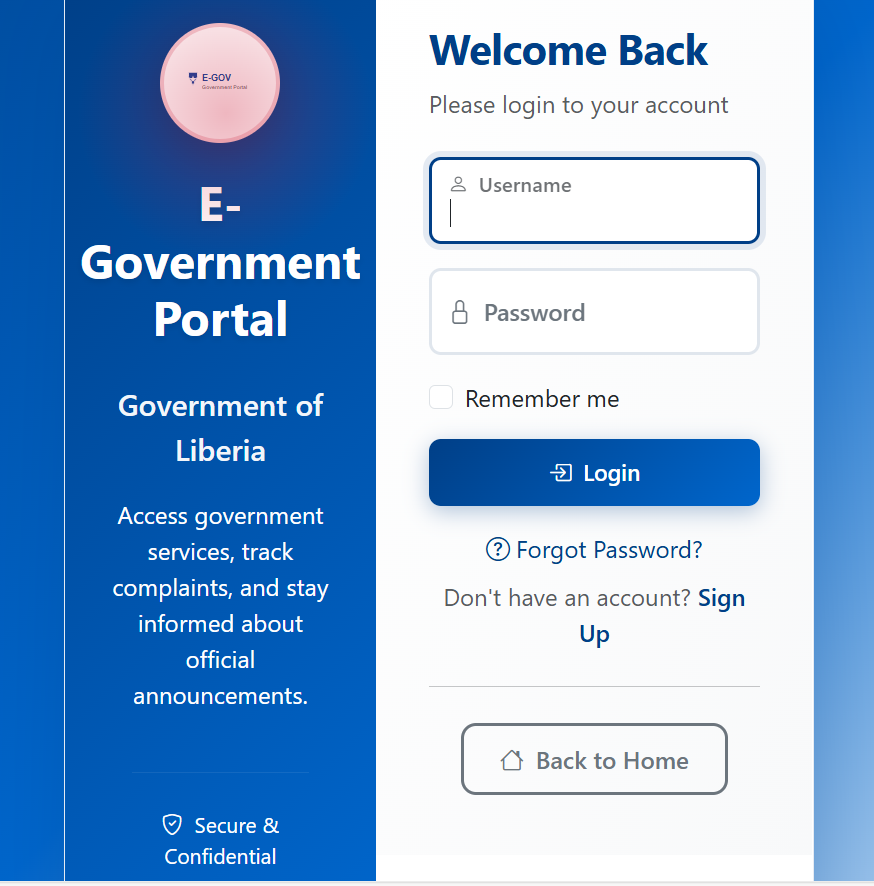 E-GOV
Government Portal
E-
Government
Portal
Government of
Liberia
Access government
services, track
complaints, and stay
informed about
official
announcements.
Secure &
Confidential
Welcome Back
Please login to your account
Username
Password
Remember me
Login
Forgot Password?
Don't have an account? Sign
Up
Back to Home